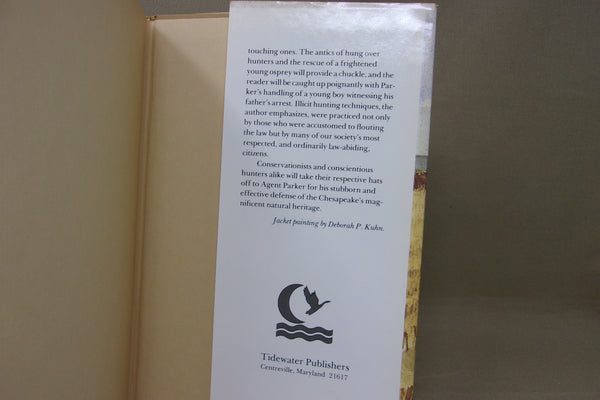 touching ones. The antics of hung over
hunters and the rescue of a frightened
young osprey will provide a chuckle, and the
reader will be caught up poignantly with Par-
ker's handling of a young boy witnessing his
father's arrest. Illicit hunting techniques, the
author emphasizes, were practiced not only
by those who were accustomed to flouting
the law but by many of our society's most
respected, and ordinarily law-abiding,
citizens.
Conservationists and conscientious
hunters alike will take their respective hats
off to Agent Parker for his stubborn and
effective defense of the Chesapeake's mag-
nificent natural heritage.
Jacket painting by Deborah P. Kuhn.
Tidewater Publishers
Centreville, Maryland 21617